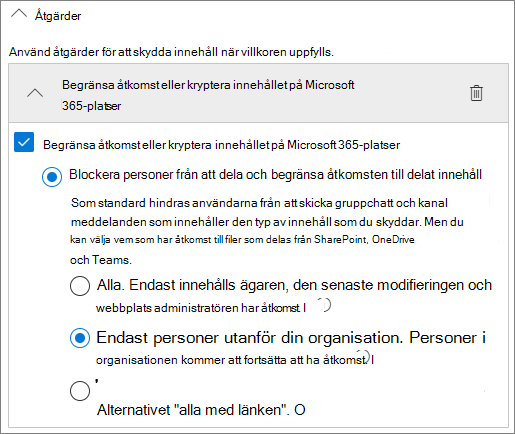 Åtgärder
Använd åtgärder för att skydda innehåll när villkoren uppfylls.
Begränsa åtkomst eller kryptera innehållet på Microsoft
365-platser
Begränsa åtkomst eller kryptera innehållet på Microsoft 365-platser
Blockera personer från att dela och begränsa åtkomsten till delat innehåll
Som standard hindras användarna från att skicka gruppchatt och kanal
meddelanden som innehåller den typ av innehåll som du skyddar. Men du
kan välja vem som har åtkomst till filer som delas från SharePoint, OneDrive
och Teams.
Alla. Endast innehålls ägaren, den senaste modifieringen och
webbplats administratören har åtkomst. I
Endast personer utanför din organisation. Personer i
organisationen kommer att fortsätta att ha åtkomst. I
'
Alternativet "alla med länken". O